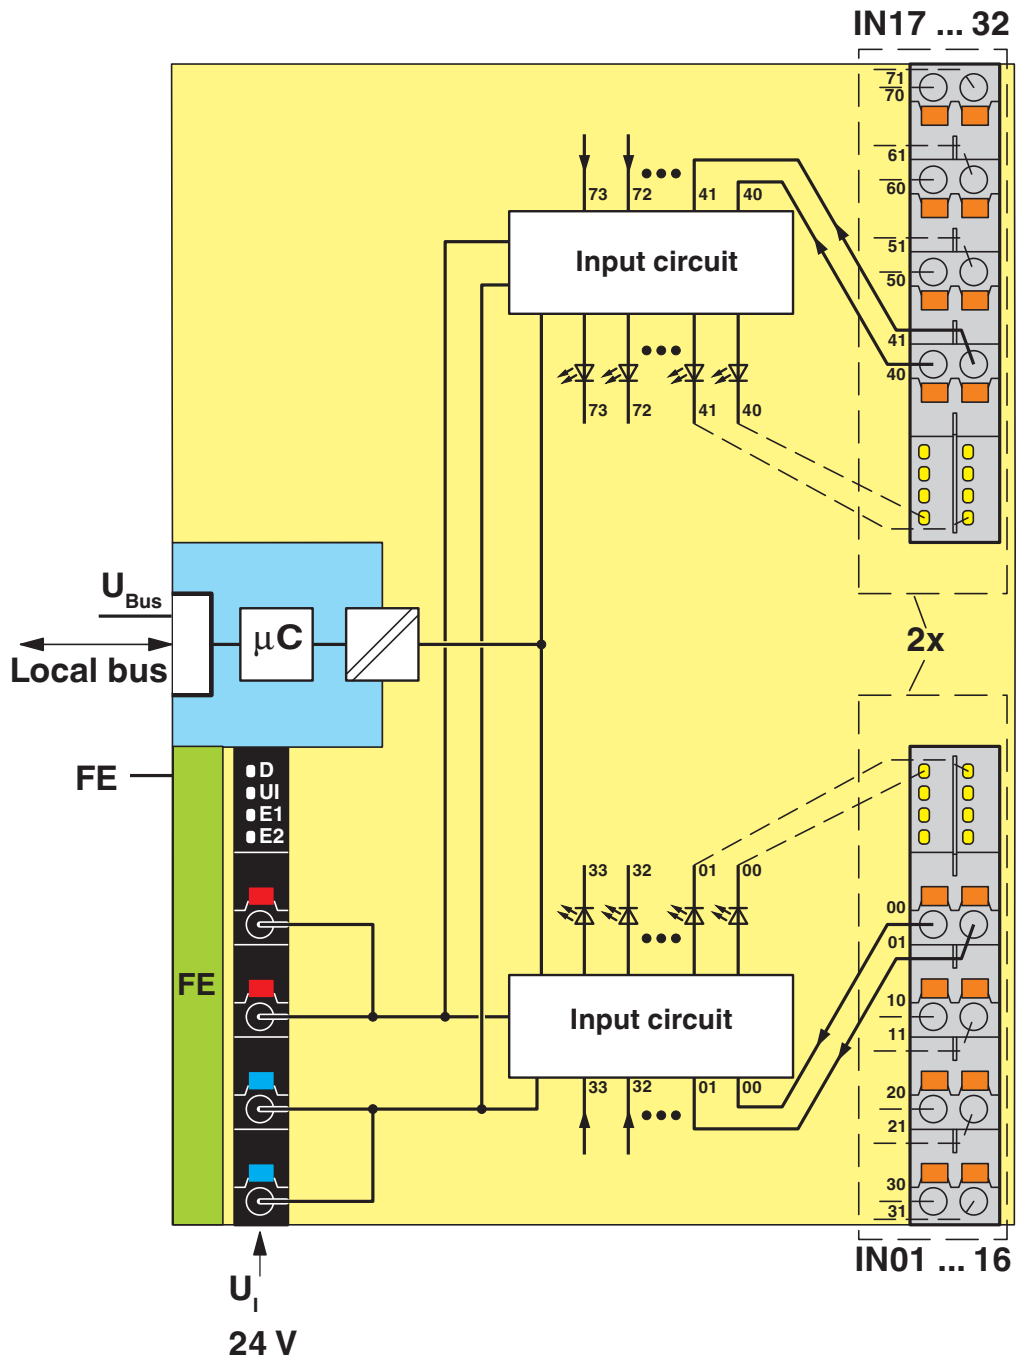 IN17 ... 32
71
70
61
60
51
50
41
40
73 72 41 40
Input circuit
73 72 41 40
U Bus
Local bus
µC
2x
FE
D
UI
E1
E2
FE
33 32 01 00
Input circuit
33 32 01 00
00
01
10
11
20
21
30
31
IN01 ... 16
U I
24 V